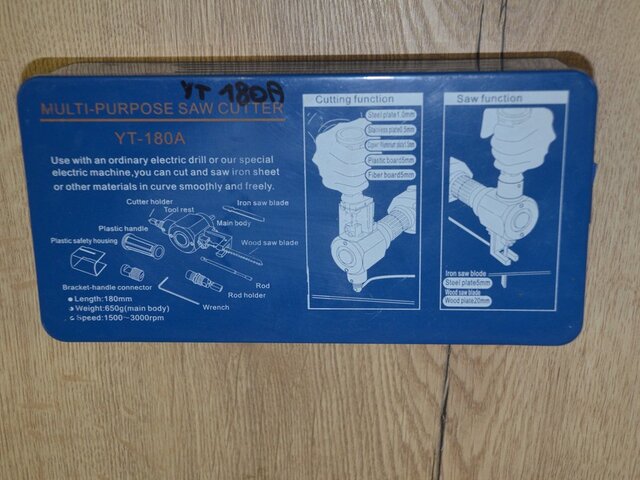 YT 180A
MULTI-PURPOSE SAW CUTTER
YT-180A
Use with an ordinary electric drill or our special
electric machine,you can cut and saw iron sheet
or other materials in curve smoothly and freely.
Cutter holder
Tool rest
Iron saw blades
Main body
Plastic handle
Plastic safety housing
Wood saw blades
Bracket-handle connector
Rod
Rod holder
Wrench
Length:180mm
Weight:650g(main body)
Speed:1500~3000rpm
Cutting function
Steel plate1.0mm
Stainless plate0.5mm
Plastic board5mm
Fiber board5mm
Saw function
Iron saw blode
Steel plate5mm
Wood saw blade
Wood plate20mm